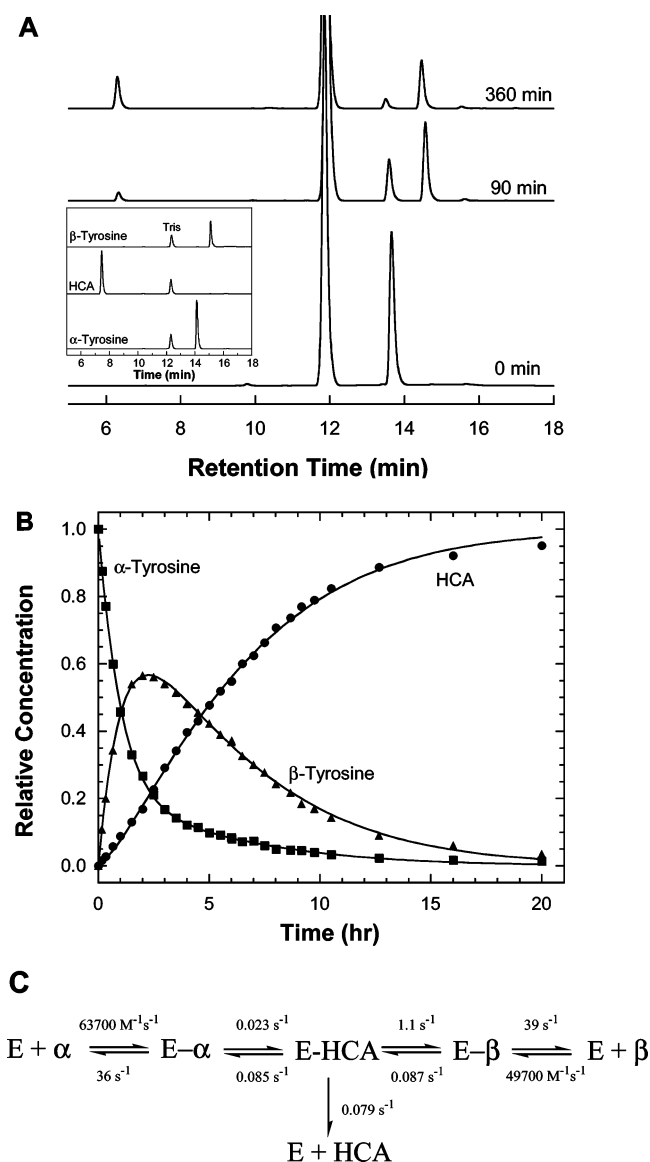 A
360 min
90 min
β-Tyrosine
Tris
HCA
α-Tyrosine
6 8 10 12 14 16 18
Time (min)
0 min
6 8 10 12 14 16 18
Retention Time (min)
B
1.0
α-Tyrosine
HCA
0.8
0.6
0.4
β-Tyrosine
0.2
0.0
Relative Concentration
0 5 10 15 20
Time (hr)
C
63700 M⁻¹s⁻¹ 0.023 s⁻¹ 1.1 s⁻¹ 39 s⁻¹
E + α E–α E-HCA E–β E + β
36 s⁻¹ 0.085 s⁻¹ 0.087 s⁻¹ 49700 M⁻¹s⁻¹
0.079 s⁻¹
E + HCA